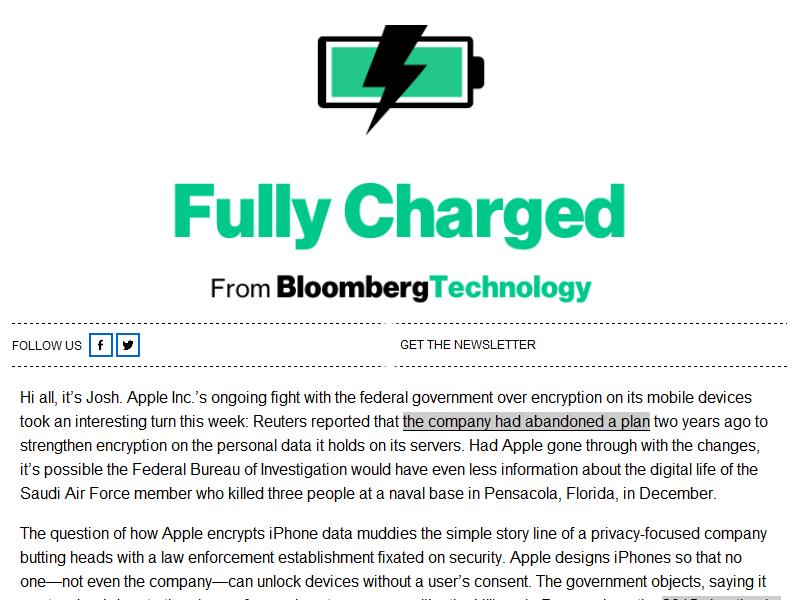 Fully Charged
From BloombergTechnology
FOLLOW US
GET THE NEWSLETTER
Hi all, it's Josh. Apple Inc.'s ongoing fight with the federal government over encryption on its mobile devices
took an interesting turn this week: Reuters reported that the company had abandoned a plan two years ago to
strengthen encryption on the personal data it holds on its servers. Had Apple gone through with the changes,
it's possible the Federal Bureau of Investigation would have even less information about the digital life of the
Saudi Air Force member who killed three people at a naval base in Pensacola, Florida, in December.
The question of how Apple encrypts iPhone data muddies the simple story line of a privacy-focused company
butting heads with a law enforcement establishment fixated on security. Apple designs iPhones so that no
one—not even the company—can unlock devices without a user's consent. The government objects, saying it